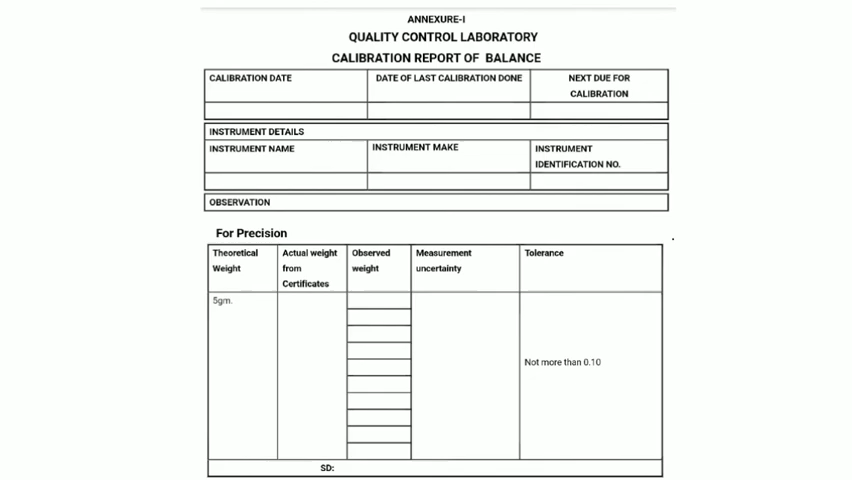 ANNEXURE-I
QUALITY CONTROL LABORATORY
CALIBRATION REPORT OF BALANCE
CALIBRATION DATE
DATE OF LAST CALIBRATION DONE
NEXT DUE FOR
CALIBRATION
INSTRUMENT DETAILS
INSTRUMENT NAME
INSTRUMENT MAKE
INSTRUMENT
IDENTIFICATION NO.
OBSERVATION
For Precision
Theoretical
Weight
Actual weight
from
Certificates
Observed
weight
Measurement
uncertainty
Tolerance
5gm.
Not more than 0.10
SD: